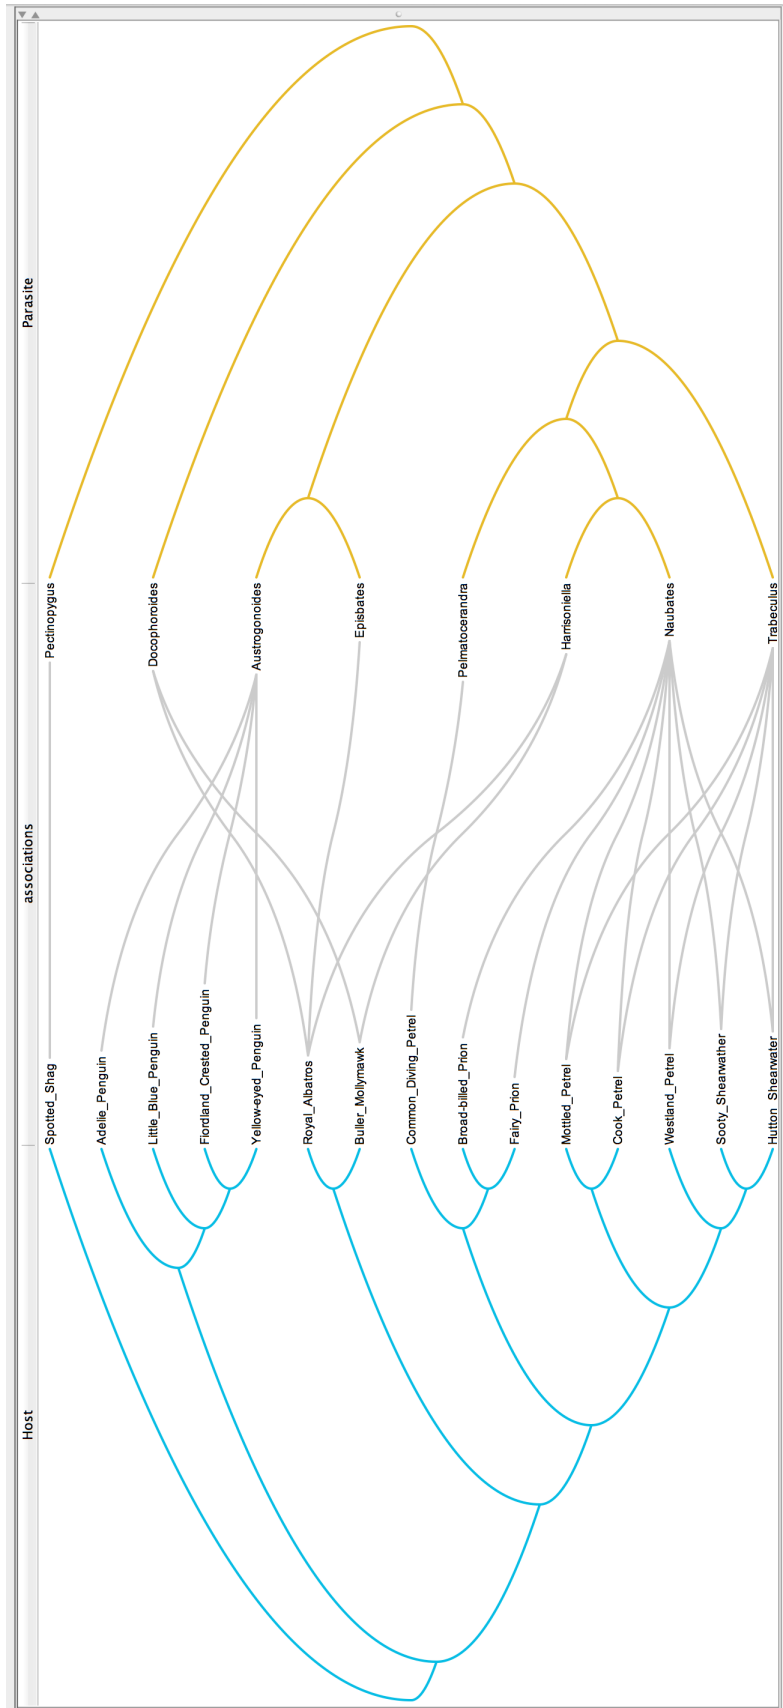 Parasite
associations
Host
Pectinopygus
Docophoroides
Austrogonoides
Episbates
Pelmatocerandra
Harrisoniella
Naubates
Trabeculus
Spotted_Shag
Adelie_Penguin
Little_Blue_Penguin
Fiordland_Crested_Penguin
Yellow-eyed_Penguin
Royal_Albatros
Buller_Mollymawk
Common_Diving_Petrel
Broad-billed_Prion
Fairy_Prion
Mottled_Petrel
Cook_Petrel
Westland_Petrel
Sooty_Shearwather
Hutton_Shearwater